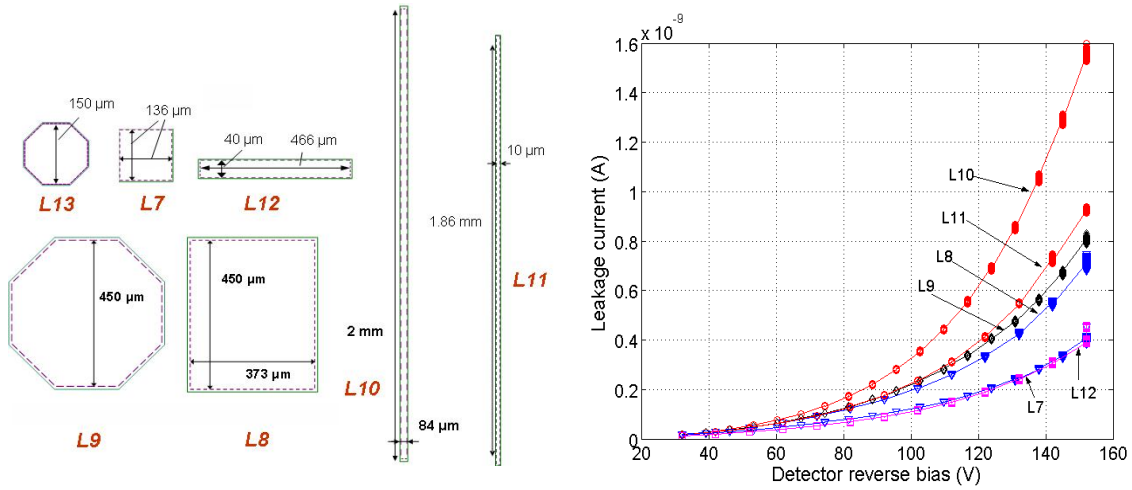 150 µm
136 µm
40 µm
466 µm
L13
L7
L12
450 µm
L9
450 µm
373 µm
L8
2 mm
L10
84 µm
10 µm
1.86 mm
L11
x 10⁻⁹
1.6
1.4
1.2
1
0.8
0.6
0.4
0.2
0
Leakage current (A)
L10
L11
L8
L9
L7
L12
20
40
60
80
100
120
140
160
Detector reverse bias (V)